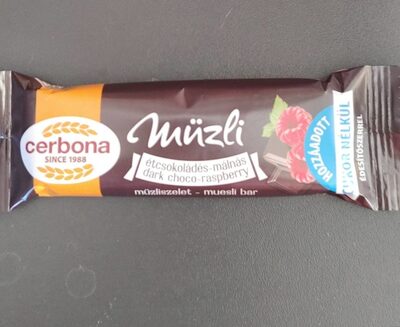 cerbona
SINCE 1988
müzli
étcsokoládés-málnás
dark choco-raspberry
müzliszelet - muesli bar
HOZZÁADOTT
CUKOR NÉLKÜL
ÉDESÍTŐSZERREL